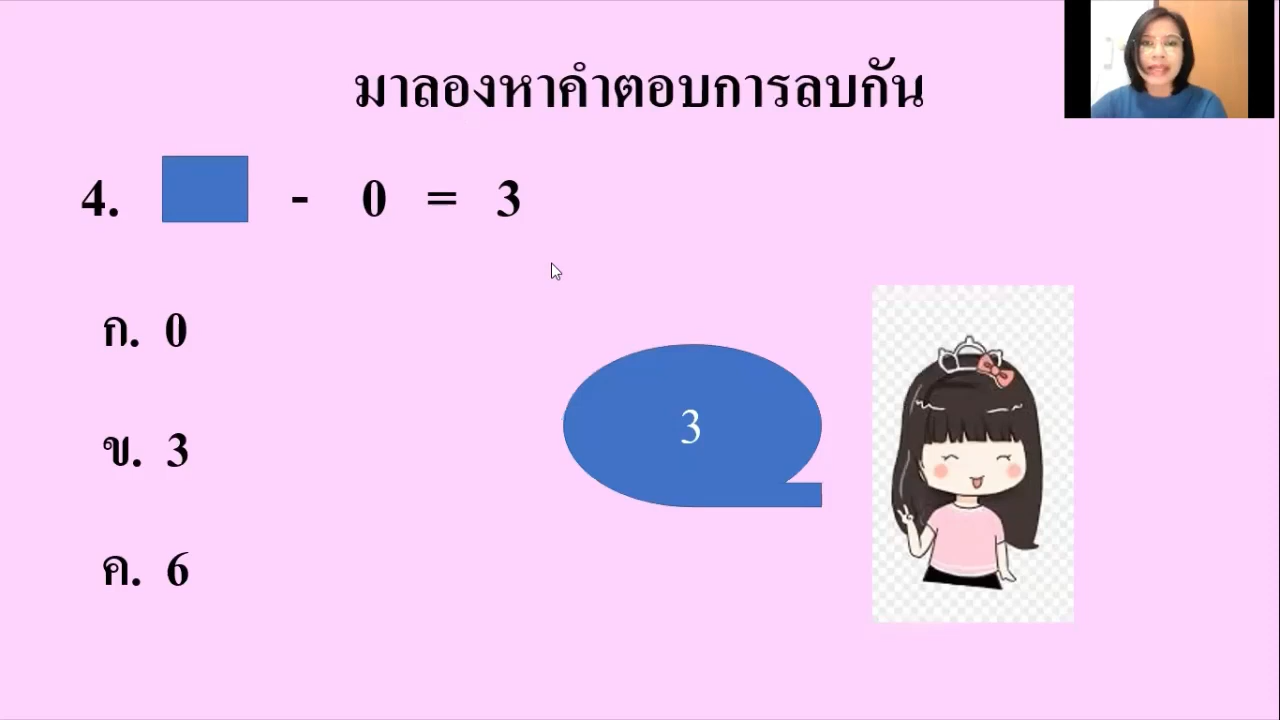 มาลองหาคำตอบการลบกัน
4. - 0 = 3
ก. 0
ข. 3
3
ค. 6